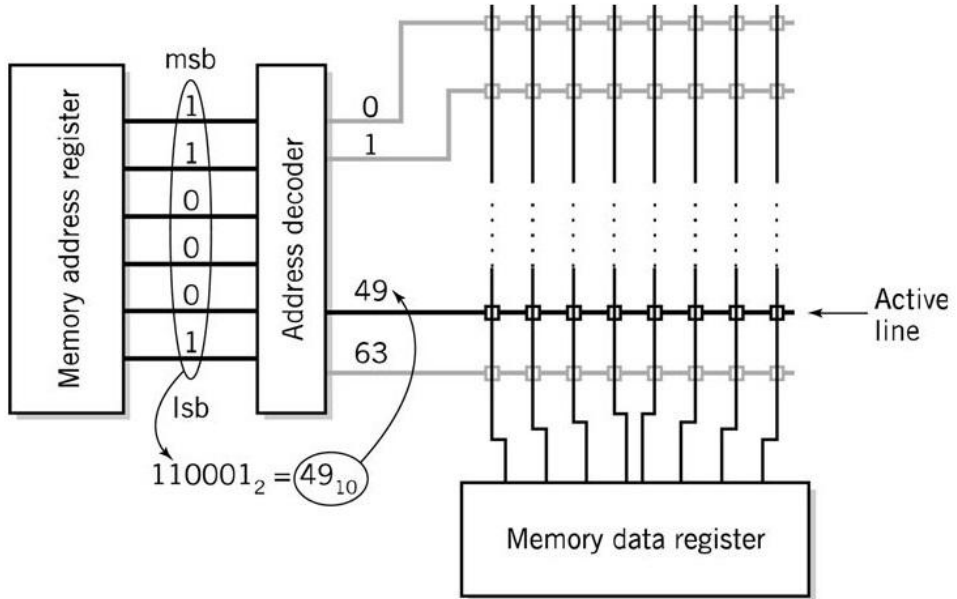 msb
Memory address register
1
1
0
0
0
1
lsb
Address decoder
0
1
49
63
Active
line
110001₂ = 49₁₀
Memory data register